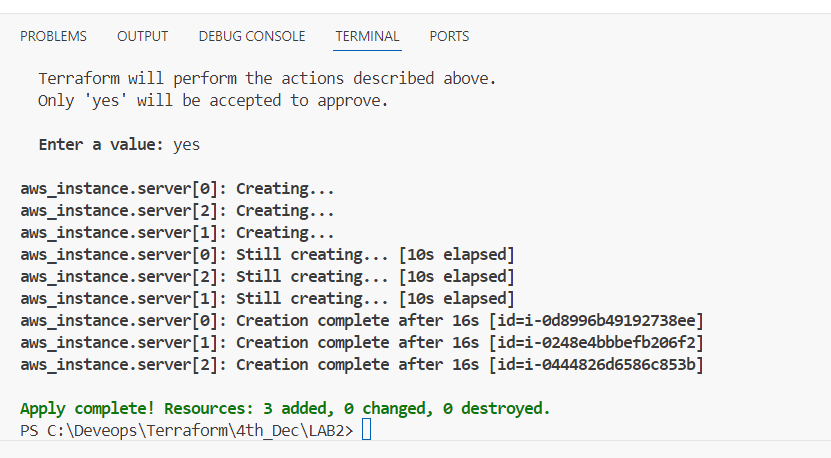 PROBLEMS OUTPUT DEBUG CONSOLE TERMINAL PORTS
Terraform will perform the actions described above.
Only 'yes' will be accepted to approve.
Enter a value: yes
aws_instance.server[0]: Creating...
aws_instance.server[2]: Creating...
aws_instance.server[1]: Creating...
aws_instance.server[0]: Still creating... [10s elapsed]
aws_instance.server[2]: Still creating... [10s elapsed]
aws_instance.server[1]: Still creating... [10s elapsed]
aws_instance.server[0]: Creation complete after 16s [id=i-0d8996b49192738ee]
aws_instance.server[1]: Creation complete after 16s [id=i-0248e4bbbefb206f2]
aws_instance.server[2]: Creation complete after 16s [id=i-0444826d6586c853b]
Apply complete! Resources: 3 added, 0 changed, 0 destroyed.
PS C:\Deveops\Terraform\4th_Dec\LAB2>